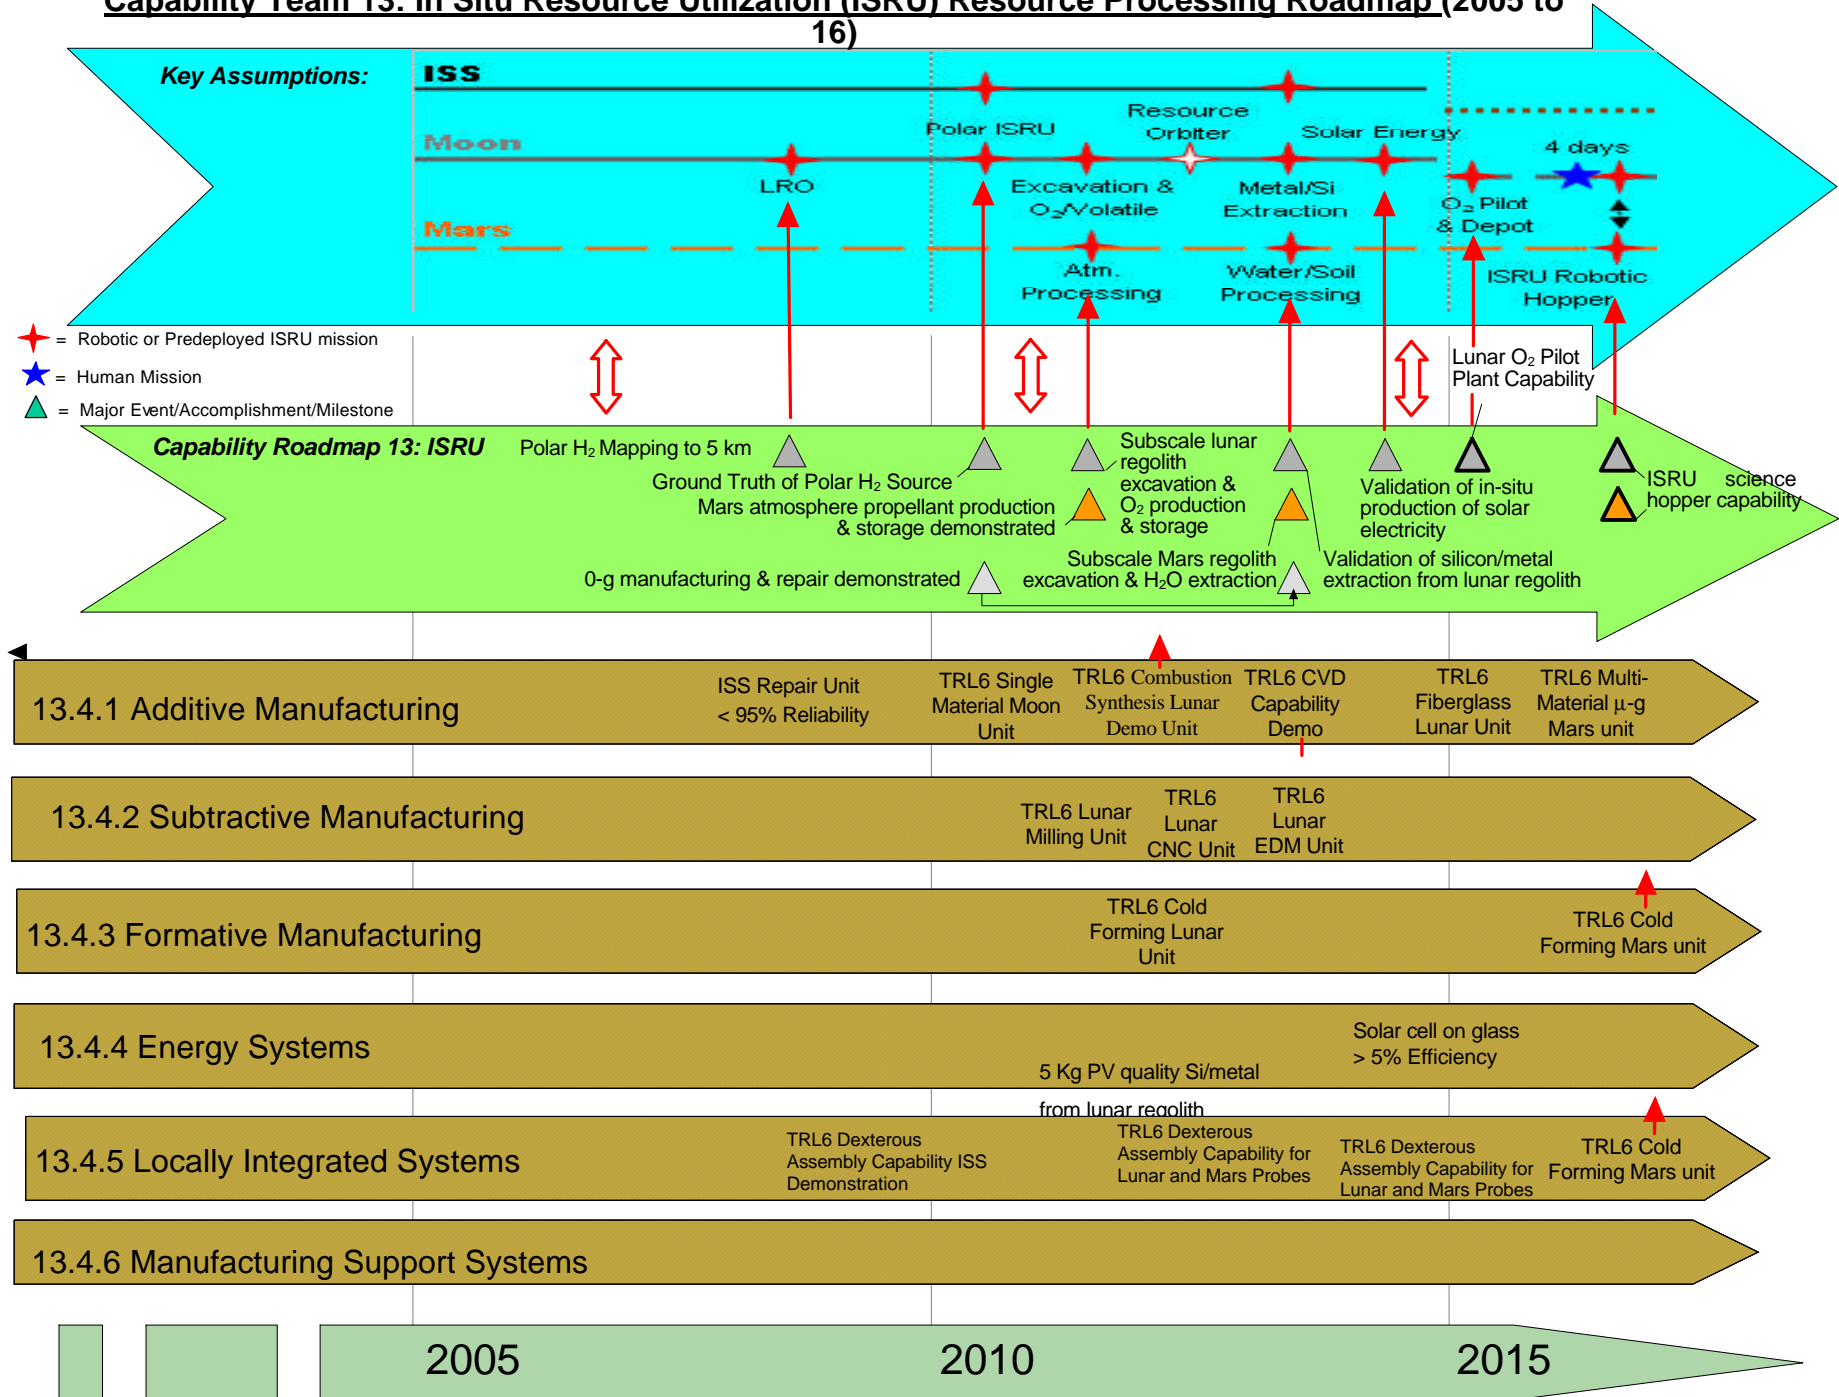 Capability Team 13: In Situ Resource Utilization (ISRU) Resource Processing Roadmap (2005 to
16)
Key Assumptions:
ISS
Moon
Mars
LRO
Polar ISRU
Excavation &
O₂/Volatile
Resource
Orbiter
Metal/Si
Extraction
Solar Energy
O₂ Pilot
& Depot
4 days
Atm.
Processing
Water/Soil
Processing
ISRU Robotic
Hopper
= Robotic or Predeployed ISRU mission
= Human Mission
= Major Event/Accomplishment/Milestone
Lunar O₂ Pilot
Plant Capability
Capability Roadmap 13: ISRU
Polar H₂ Mapping to 5 km
Ground Truth of Polar H₂ Source
Mars atmosphere propellant production
& storage demonstrated
0-g manufacturing & repair demonstrated
Subscale lunar
regolith
excavation &
O₂ production
& storage
Subscale Mars regolith
excavation & H₂O extraction
Validation of in-situ
production of solar
electricity
Validation of silicon/metal
extraction from lunar regolith
ISRU science
hopper capability
13.4.1 Additive Manufacturing
ISS Repair Unit
< 95% Reliability
TRL6 Single
Material Moon
Unit
TRL6 Combustion
Synthesis Lunar
Demo Unit
TRL6 CVD
Capability
Demo
TRL6
Fiberglass
Lunar Unit
TRL6 Multi-
Material μ-g
Mars unit
13.4.2 Subtractive Manufacturing
TRL6 Lunar
Milling Unit
TRL6
Lunar
CNC Unit
TRL6
Lunar
EDM Unit
13.4.3 Formative Manufacturing
TRL6 Cold
Forming Lunar
Unit
TRL6 Cold
Forming Mars unit
13.4.4 Energy Systems
5 Kg PV quality Si/metal
from lunar regolith
Solar cell on glass
> 5% Efficiency
13.4.5 Locally Integrated Systems
TRL6 Dexterous
Assembly Capability ISS
Demonstration
TRL6 Dexterous
Assembly Capability for
Lunar and Mars Probes
TRL6 Dexterous
Assembly Capability for
Lunar and Mars Probes
TRL6 Cold
Forming Mars unit
13.4.6 Manufacturing Support Systems
2005
2010
2015